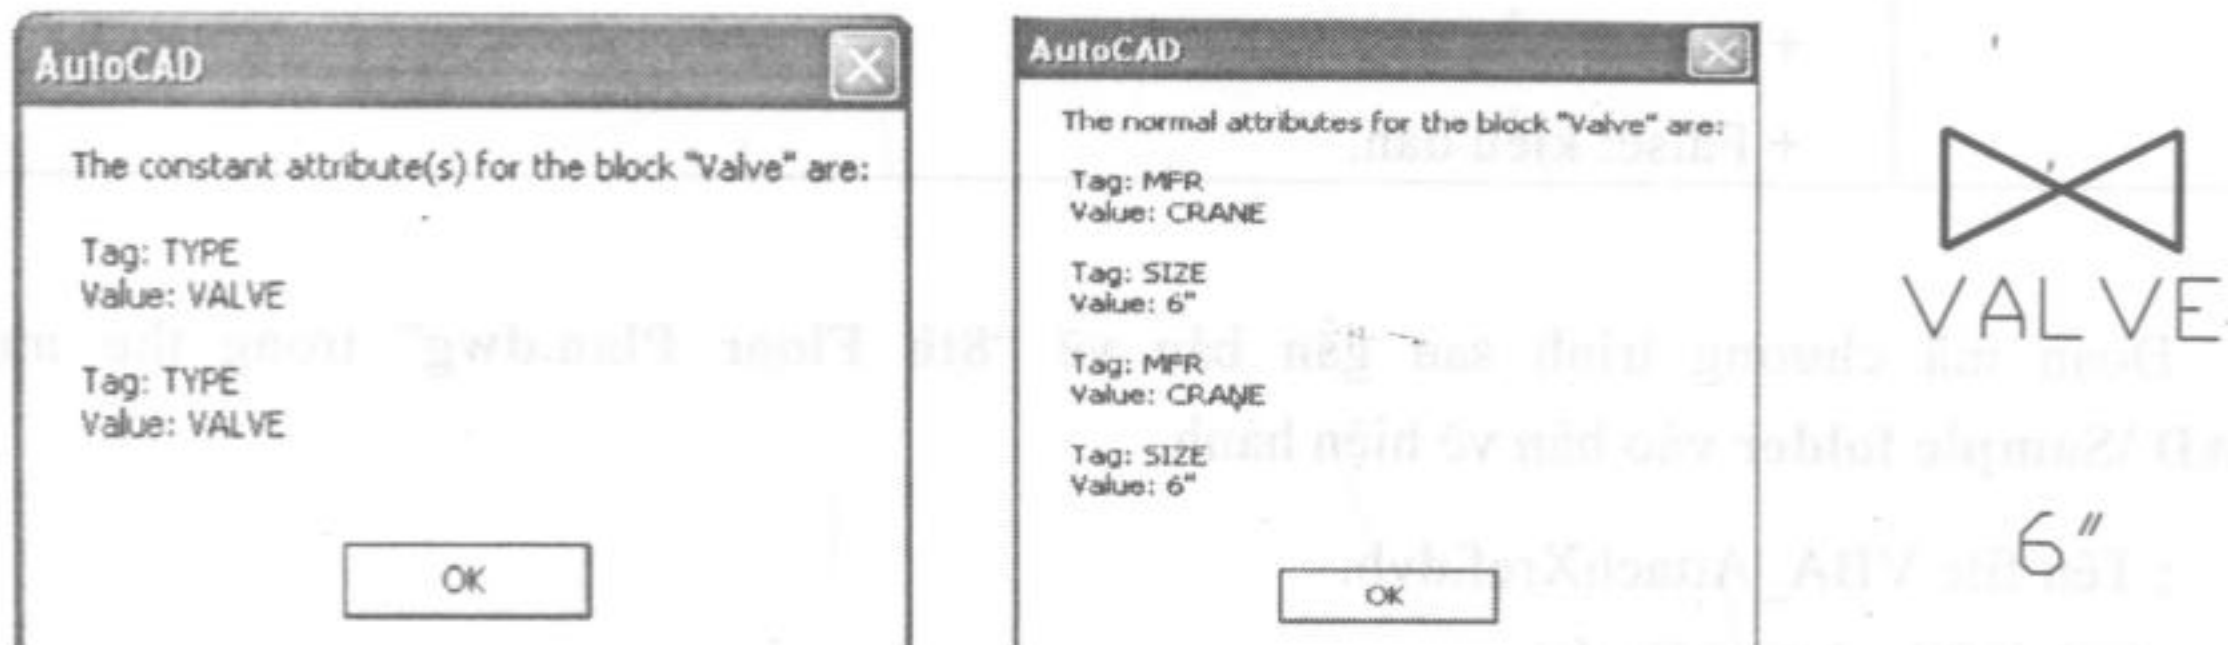 AutoCAD
The constant attribute(s) for the block "Valve" are:
Tag: TYPE
Value: VALVE
Tag: TYPE
Value: VALVE
OK
AutoCAD
The normal attributes for the block "Valve" are:
Tag: MFR
Value: CRANE
Tag: SIZE
Value: 6"
Tag: MFR
Value: CRANE
Tag: SIZE
Value: 6"
OK
VALVE
6"